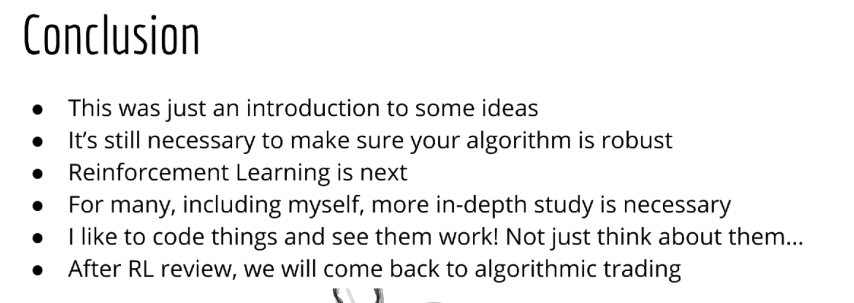 Conclusion
● This was just an introduction to some ideas
● It's still necessary to make sure your algorithm is robust
● Reinforcement Learning is next
● For many, including myself, more in-depth study is necessary
● I like to code things and see them work! Not just think about them...
● After RL review, we will come back to algorithmic trading